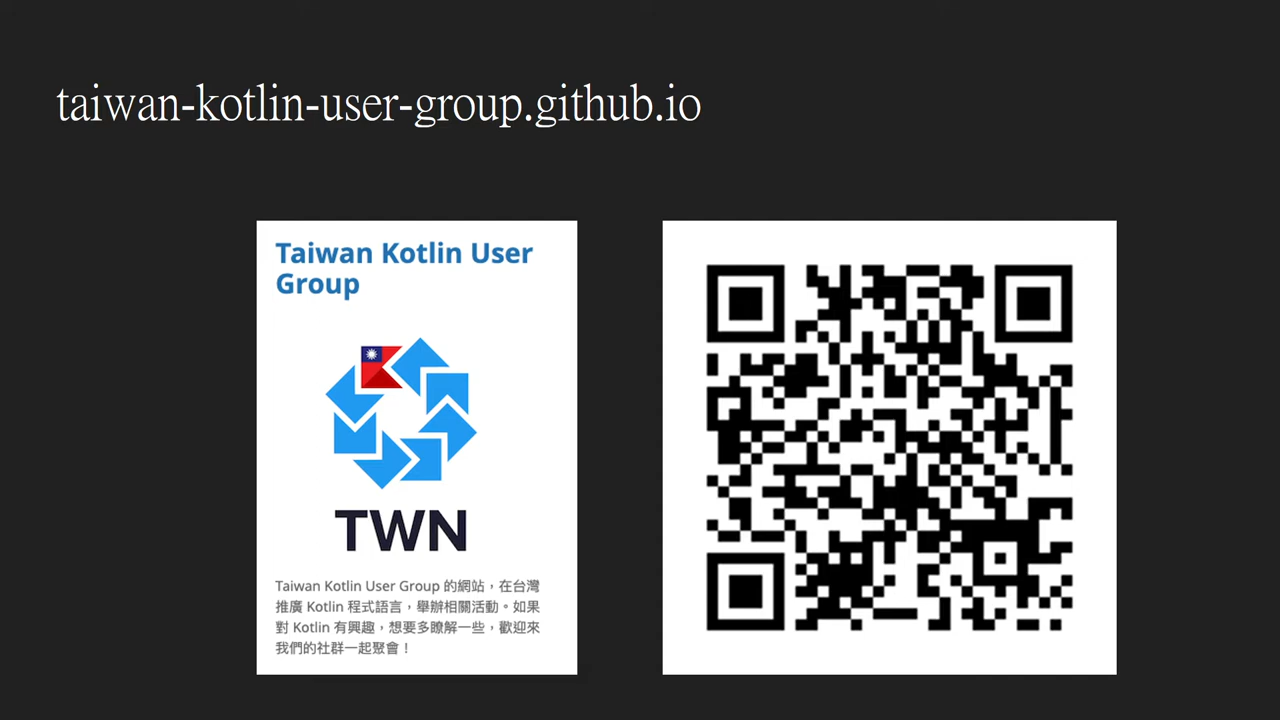 taiwan-kotlin-user-group.github.io
Taiwan Kotlin User
Group
TWN
Taiwan Kotlin User Group 的網站，在台灣
推廣 Kotlin 程式語言，舉辦相關活動。如果
對 Kotlin 有興趣，想要多瞭解一些，歡迎來
我們的社群一起聚會！